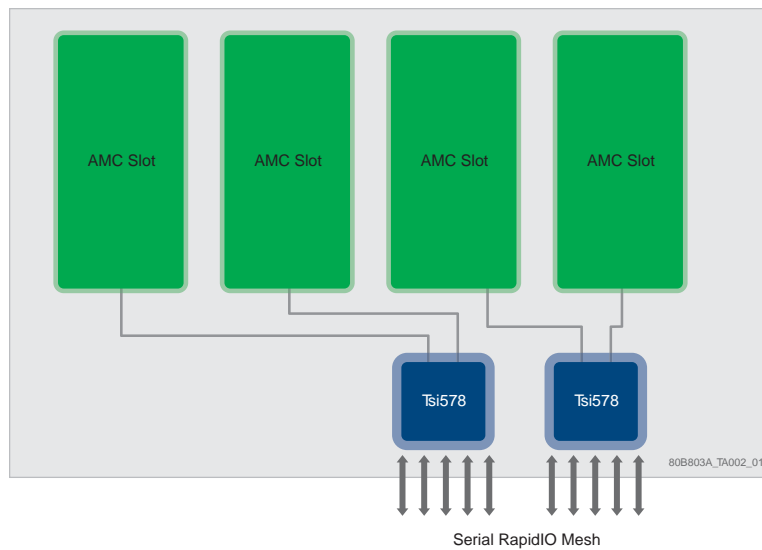 AMC Slot
AMC Slot
AMC Slot
AMC Slot
Tsi578
Tsi578
80B803A_TA002_01
Serial RapidIO Mesh